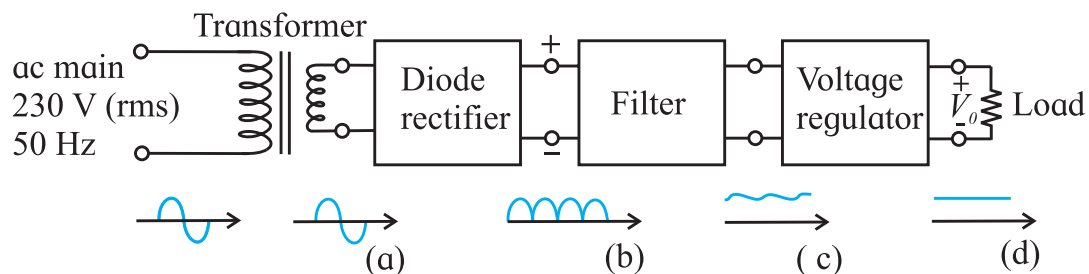 Transformer
ac main
230 V (rms)
50 Hz
Diode
rectifier
+
-
Filter
Voltage
regulator
+
V₀
-
Load
(a)
(b)
( c)
(d)